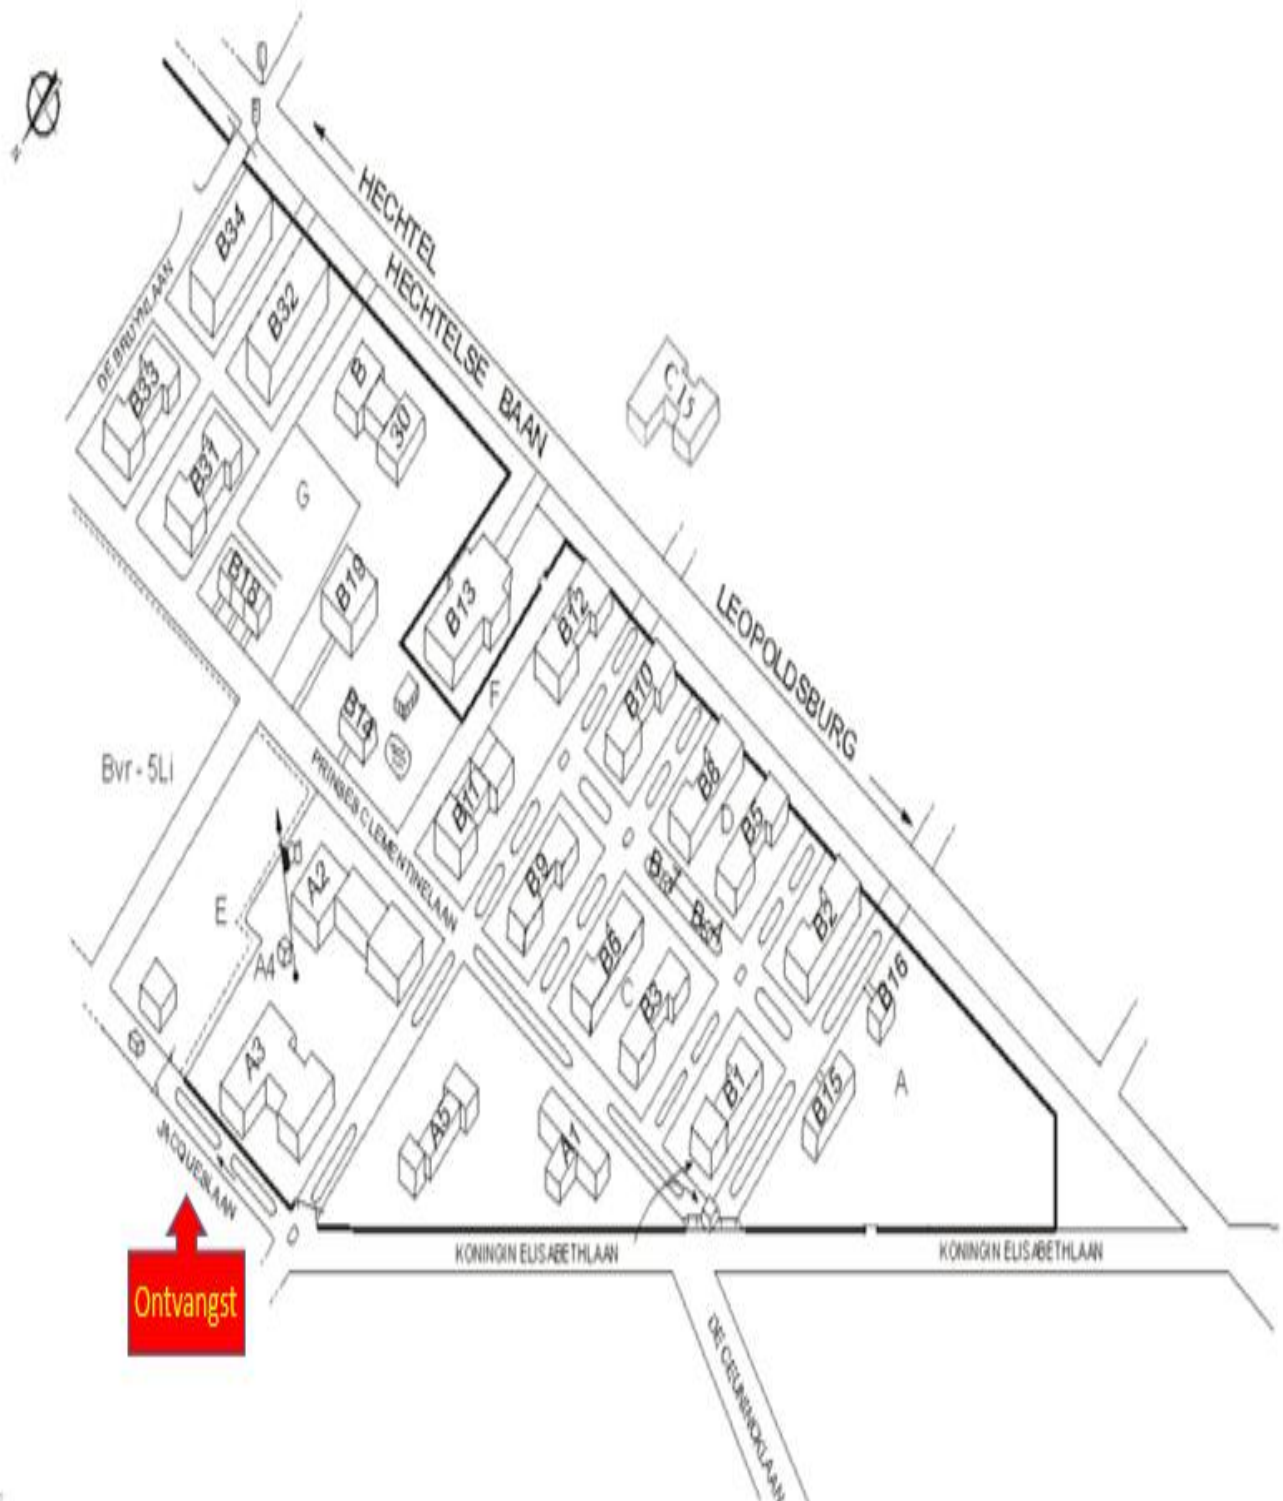 N
HECHTEL
HECHTELSE BAAN
B34
B32
DE BRUYNLAAN
B33
B
30
C15
B31
G
B18
B19
B13
B12
LEOPOLDSBURG
F
B10
B14
Bvr - 5Li
PRINSES CLEMENTINELAAN
B11
B8
D
B5
B9
A2
E
B2
B6
A4
C
B3
B16
A3
B1
A
B15
A5
A1
JACQUESLAAN
KONINGIN ELISABETHLAAN
KONINGIN ELISABETHLAAN
Ontvangst
DE CEUNINCKLAAN